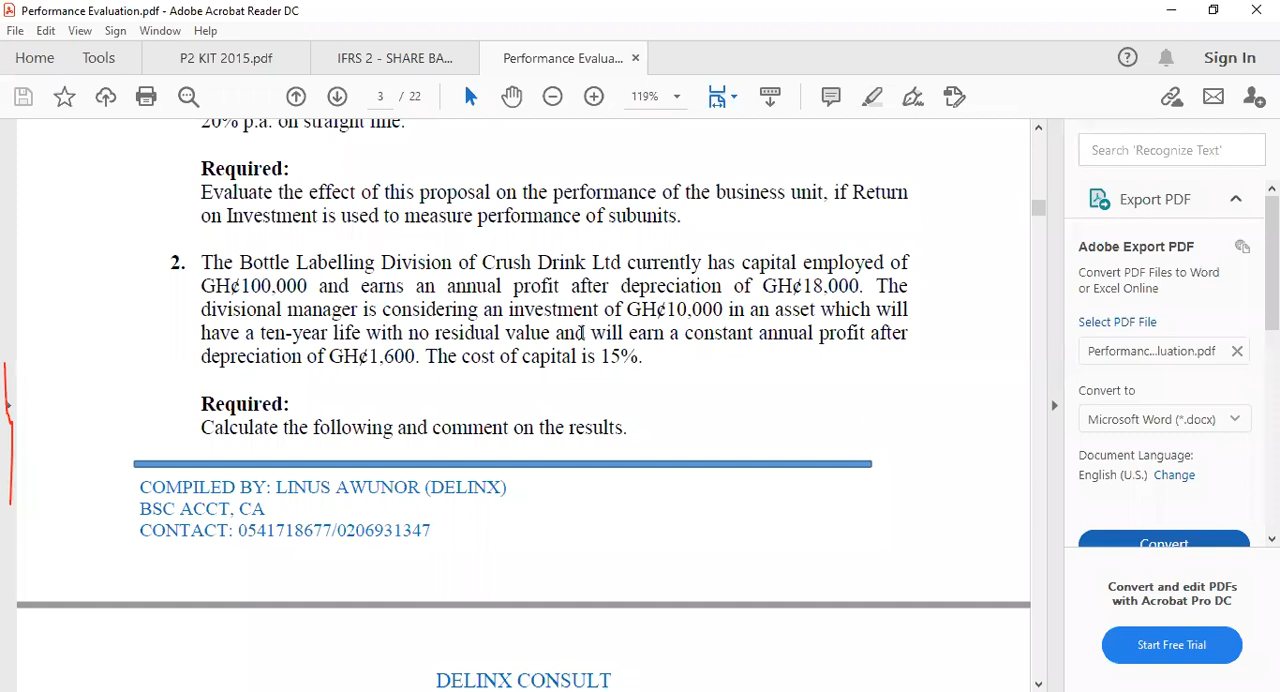 Performance Evaluation.pdf - Adobe Acrobat Reader DC
File Edit View Sign Window Help
Home Tools P2 KIT 2015.pdf IFRS 2 - SHARE BA... Performance Evalua... × Sign In
3 / 22 119%
20% p.a. on straight line.
Required:
Evaluate the effect of this proposal on the performance of the business unit, if Return
on Investment is used to measure performance of subunits.
2. The Bottle Labelling Division of Crush Drink Ltd currently has capital employed of
GH¢100,000 and earns an annual profit after depreciation of GH¢18,000. The
divisional manager is considering an investment of GH¢10,000 in an asset which will
have a ten-year life with no residual value and will earn a constant annual profit after
depreciation of GH¢1,600. The cost of capital is 15%.
Required:
Calculate the following and comment on the results.
COMPILED BY: LINUS AWUNOR (DELINX)
BSC ACCT, CA
CONTACT: 0541718677/0206931347
DELINX CONSULT
Search 'Recognize Text'
Export PDF
Adobe Export PDF
Convert PDF Files to Word
or Excel Online
Select PDF File
Performanc...luation.pdf
Convert to
Microsoft Word (*.docx)
Document Language:
English (U.S.) Change
Convert
Convert and edit PDFs
with Acrobat Pro DC
Start Free Trial